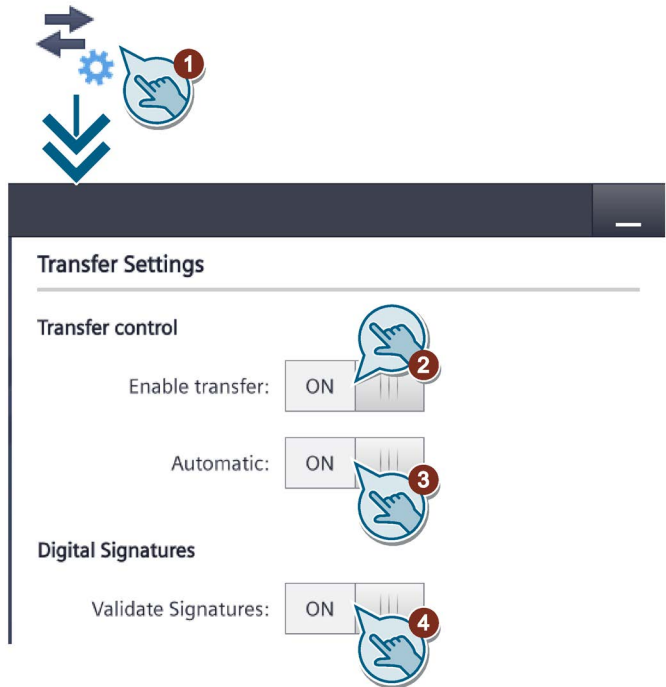 1
Transfer Settings
Transfer control
2
Enable transfer: ON
Automatic: ON
3
Digital Signatures
Validate Signatures: ON
4